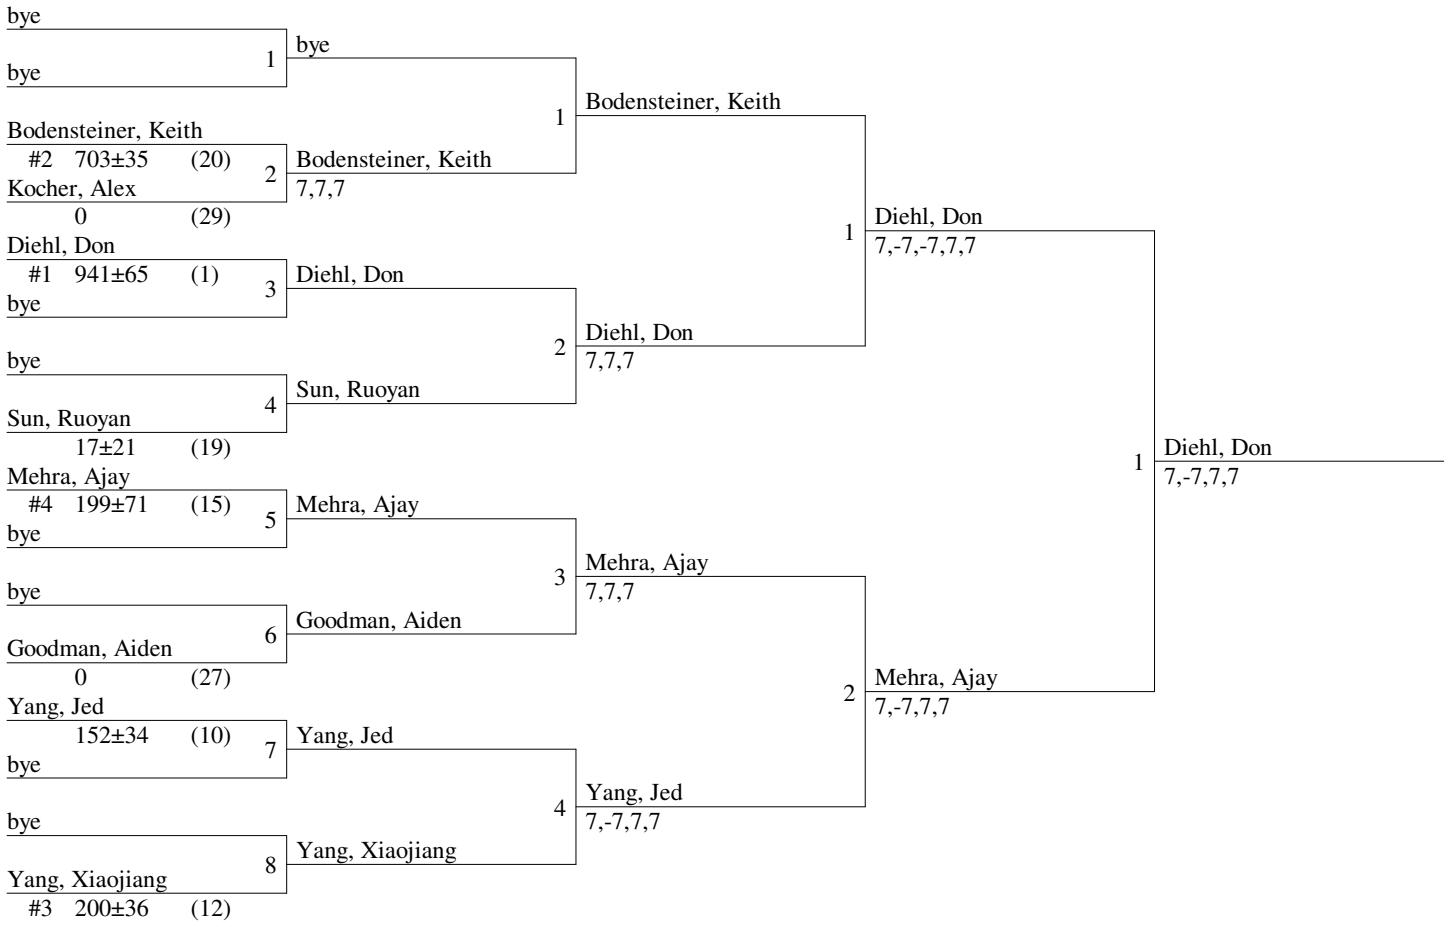 bye
1
bye
bye
Bodensteiner, Keith
#2 703±35 (20)
2
Kocher, Alex
0 (29)
Bodensteiner, Keith
7,7,7
1
Bodensteiner, Keith
Diehl, Don
#1 941±65 (1)
3
bye
Diehl, Don
bye
4
Sun, Ruoyan
17±21 (19)
Sun, Ruoyan
2
Diehl, Don
7,7,7
1
Diehl, Don
7,-7,-7,7,7
Mehra, Ajay
#4 199±71 (15)
5
bye
Mehra, Ajay
bye
6
Goodman, Aiden
0 (27)
Goodman, Aiden
3
Mehra, Ajay
7,7,7
Yang, Jed
152±34 (10)
7
bye
Yang, Jed
bye
8
Yang, Xiaojiang
#3 200±36 (12)
Yang, Xiaojiang
4
Yang, Jed
7,-7,7,7
2
Mehra, Ajay
7,-7,7,7
1
Diehl, Don
7,-7,7,7